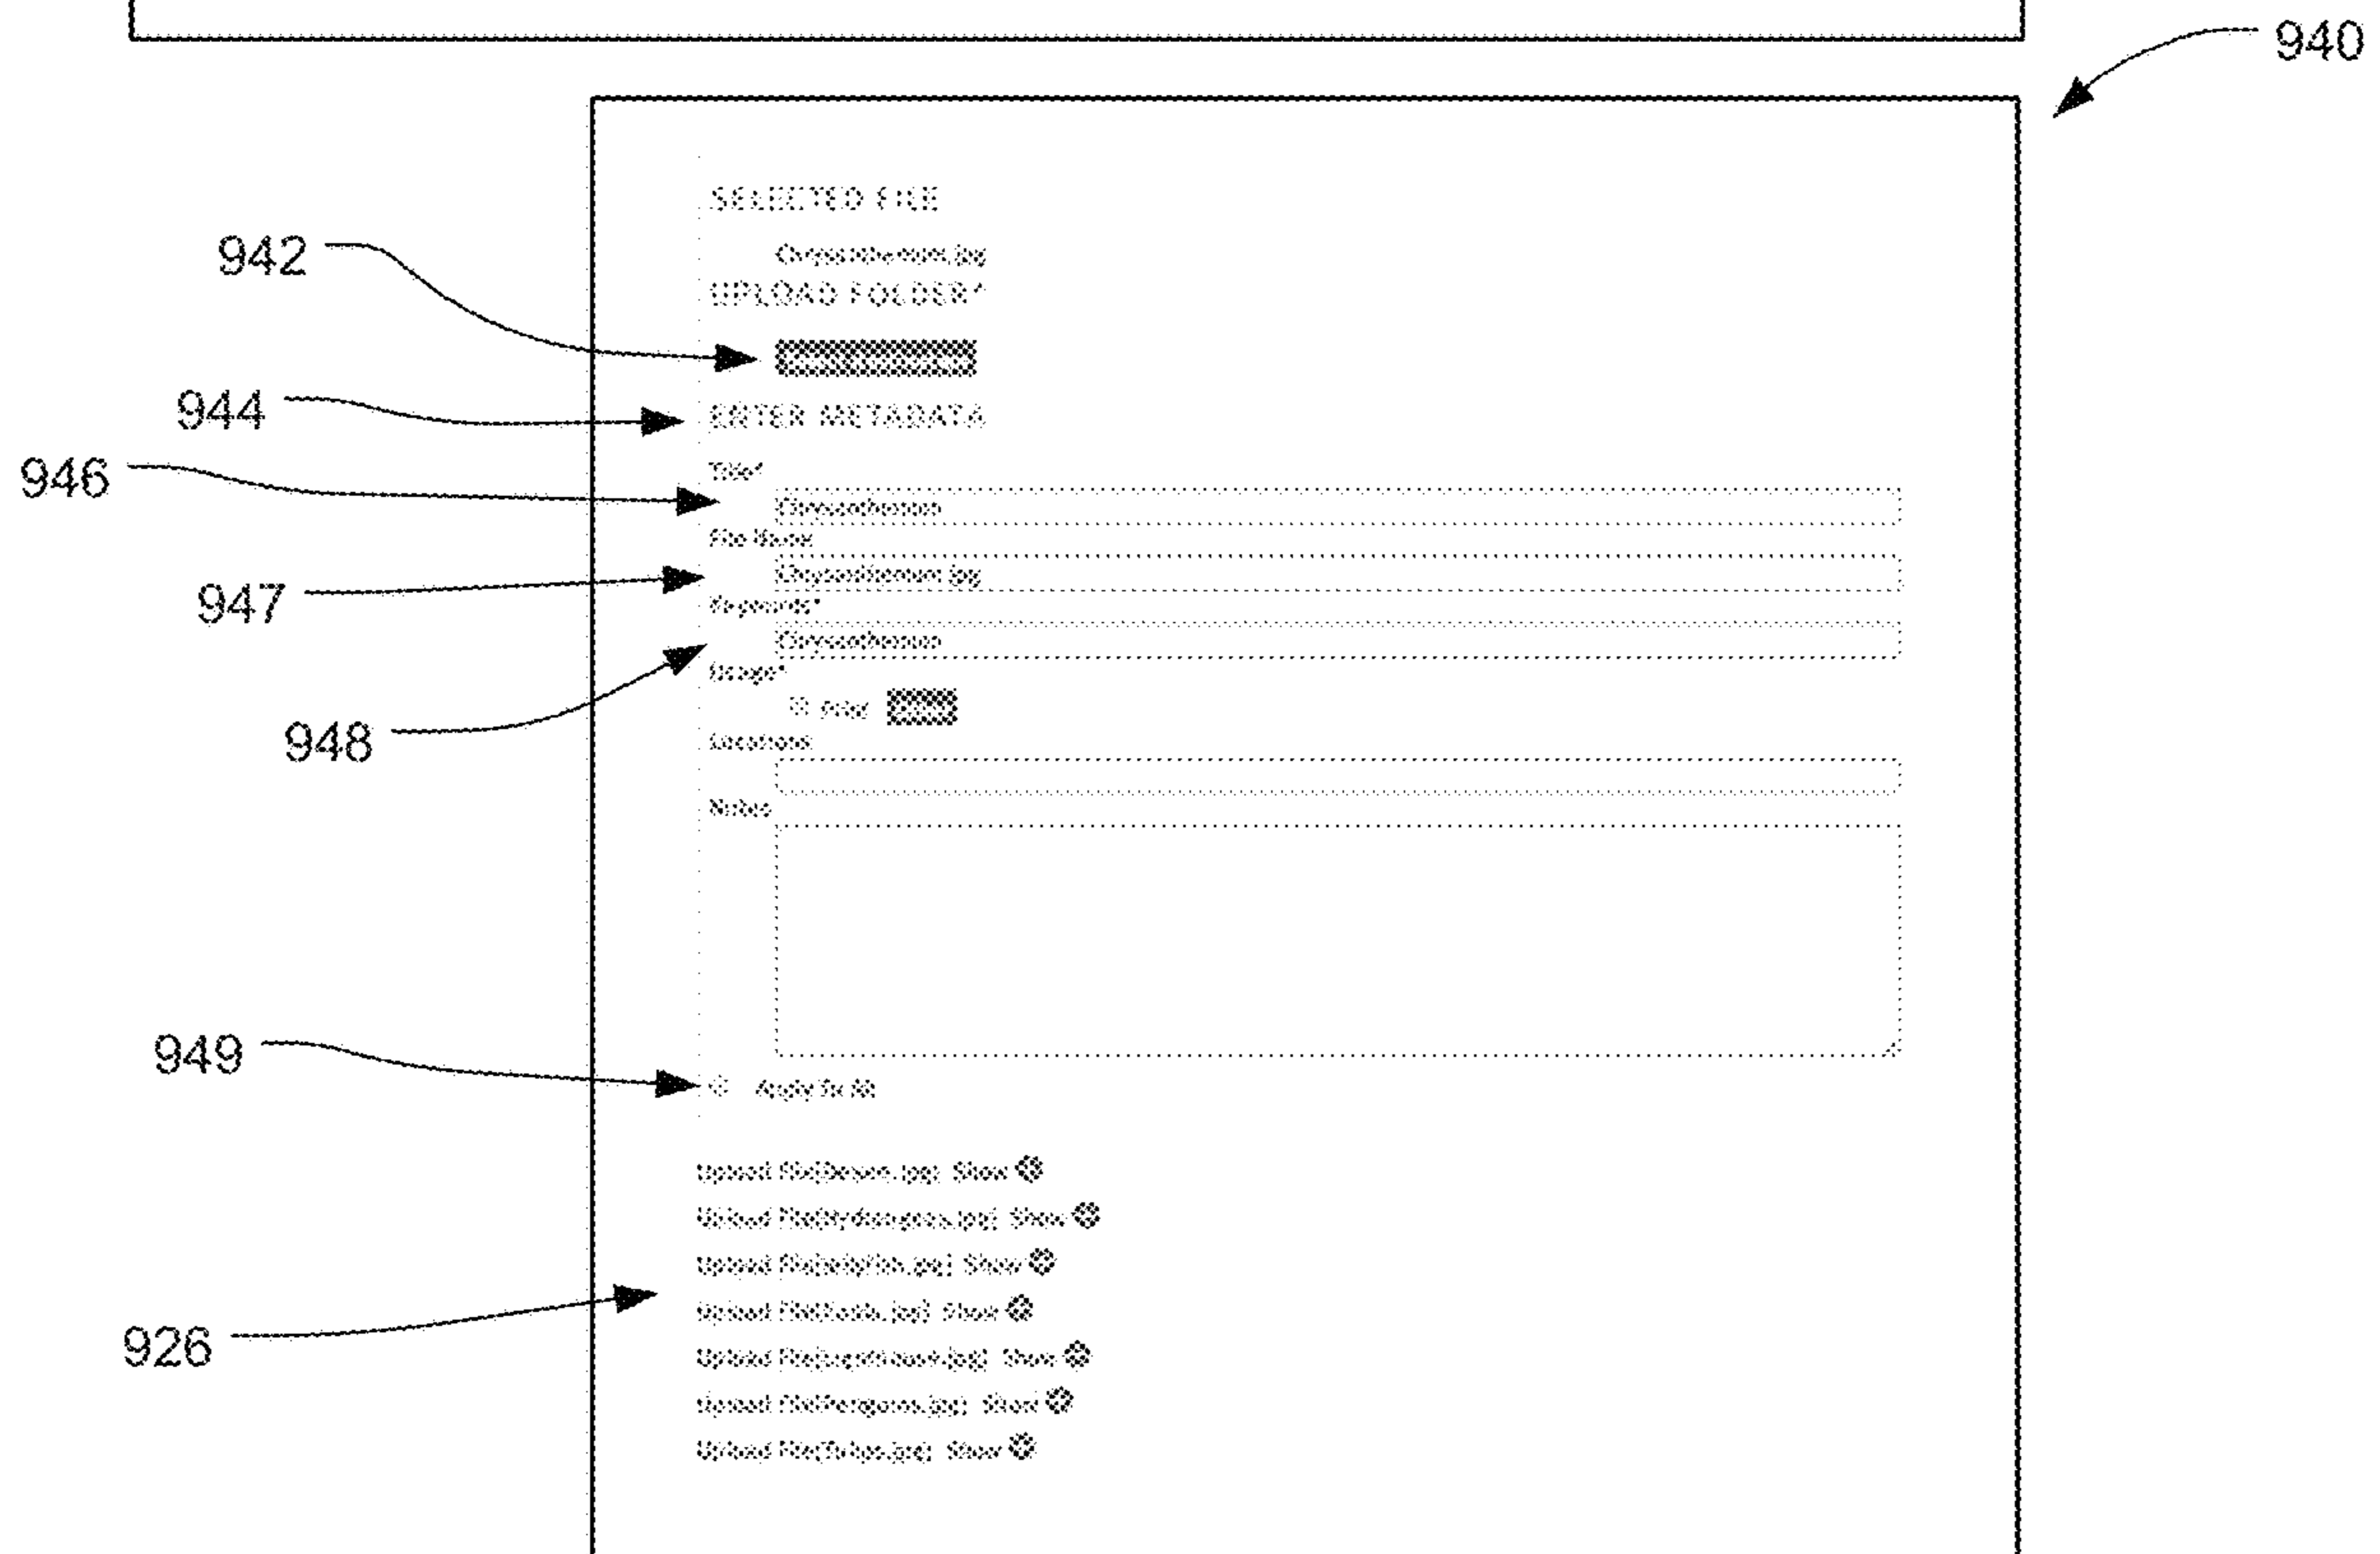 940
SELECTED FILE
942
Chrysanthemum.jpg
UPLOAD FOLDER*
944
ENTER METADATA
946
Title*
Chrysanthemum
File Name
947
Chrysanthemum.jpg
Keywords*
Chrysanthemum
948
Usage*
Print
Locations
Notes
949
Apply To All
Upload File[Desert.jpg] Show
Upload File[Hydrangeas.jpg] Show
Upload File[Jellyfish.jpg] Show
926
Upload File[Koala.jpg] Show
Upload File[Lighthouse.jpg] Show
Upload File[Penguins.jpg] Show
Upload File[Tulips.jpg] Show